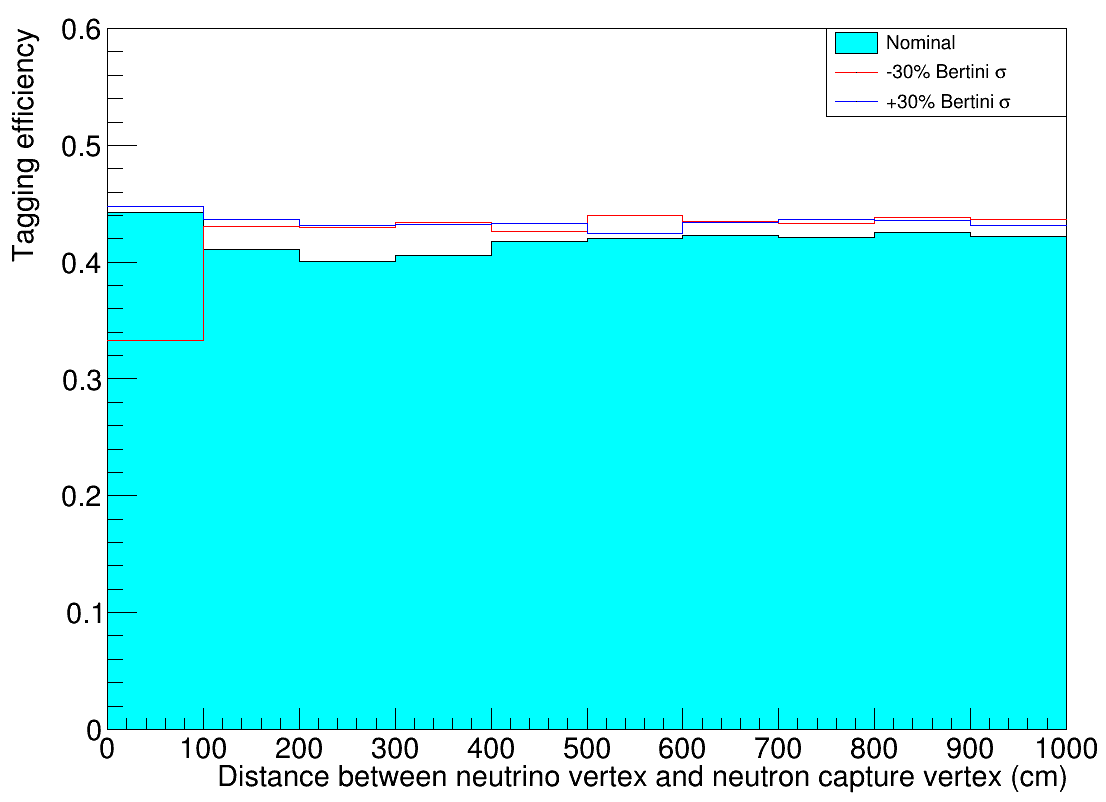 Tagging efficiency
0.6
0.5
0.4
0.3
0.2
0.1
0
Nominal
-30% Bertini σ
+30% Bertini σ
0 100 200 300 400 500 600 700 800 900 1000
Distance between neutrino vertex and neutron capture vertex (cm)